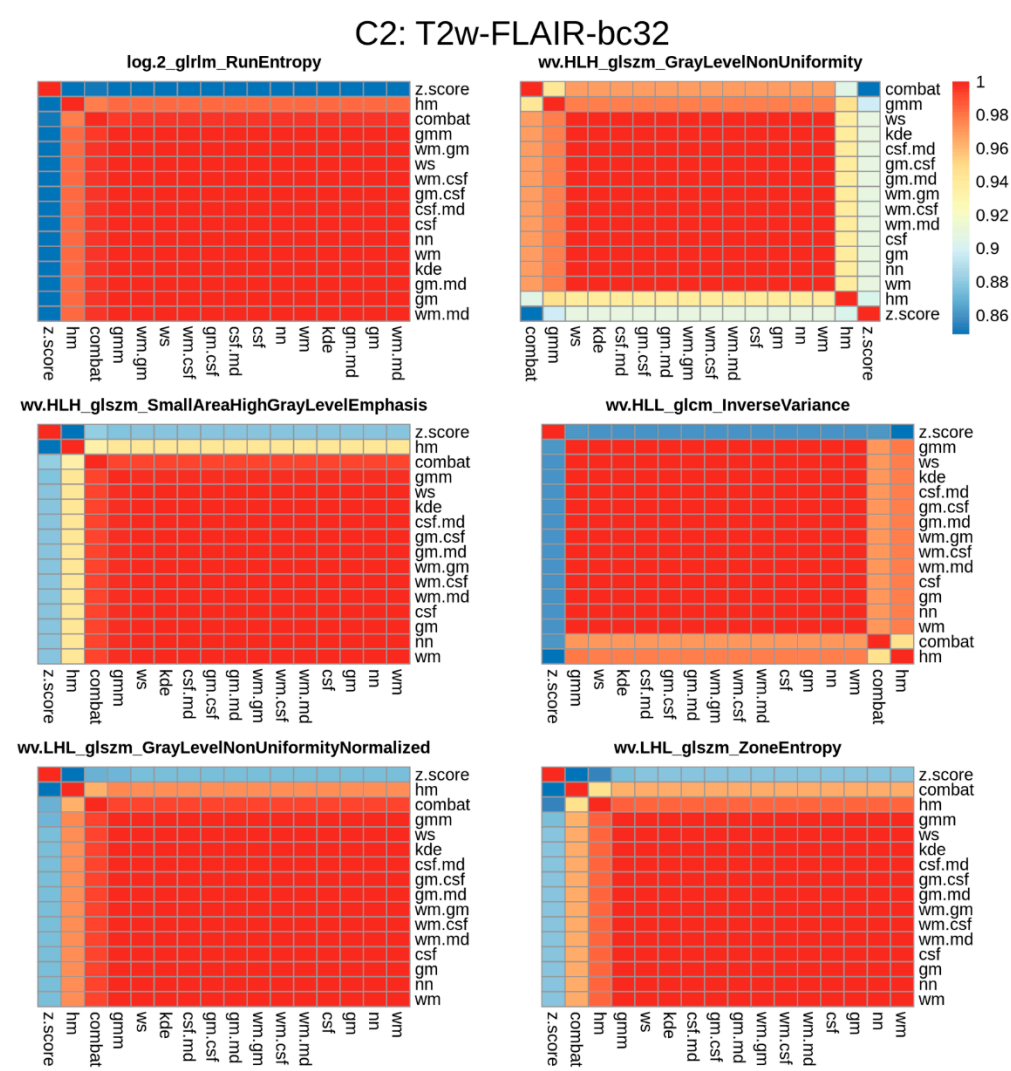 C2: T2w-FLAIR-bc32
log.2_glrlm_RunEntropy
z.score
hm
combat
gmm
wm.gm
ws
wm.csf
gm.csf
csf.md
csf
nn
wm
kde
gm.md
gm
wm.md
z.score
hm
combat
gmm
wm.gm
ws
wm.csf
gm.csf
csf.md
csf
nn
wm
kde
gm.md
gm
wm.md
wv.HLH_glszm_GrayLevelNonUniformity
combat
gmm
ws
kde
csf.md
gm.csf
gm.md
wm.gm
wm.csf
wm.md
csf
gm
nn
wm
hm
z.score
combat
gmm
ws
kde
csf.md
gm.csf
gm.md
wm.gm
wm.csf
wm.md
csf
gm
nn
wm
hm
z.score
1
0.98
0.96
0.94
0.92
0.9
0.88
0.86
wv.HLH_glszm_SmallAreaHighGrayLevelEmphasis
z.score
hm
combat
gmm
ws
kde
csf.md
gm.csf
gm.md
wm.gm
wm.csf
wm.md
csf
gm
nn
wm
z.score
hm
combat
gmm
ws
kde
csf.md
gm.csf
gm.md
wm.gm
wm.csf
wm.md
csf
gm
nn
wm
wv.HLL_glcm_InverseVariance
z.score
gmm
ws
kde
csf.md
gm.csf
gm.md
wm.gm
wm.csf
wm.md
csf
gm
nn
wm
combat
hm
z.score
gmm
ws
kde
csf.md
gm.csf
gm.md
wm.gm
wm.csf
wm.md
csf
gm
nn
wm
combat
hm
wv.LHL_glszm_GrayLevelNonUniformityNormalized
z.score
hm
combat
gmm
ws
kde
csf.md
gm.csf
gm.md
wm.gm
wm.csf
wm.md
csf
gm
nn
wm
z.score
hm
combat
gmm
ws
kde
csf.md
gm.csf
gm.md
wm.gm
wm.csf
wm.md
csf
gm
nn
wm
wv.LHL_glszm_ZoneEntropy
z.score
combat
hm
gmm
ws
kde
csf.md
gm.csf
gm.md
wm.gm
wm.csf
wm.md
csf
gm
nn
wm
z.score
combat
hm
gmm
ws
kde
csf.md
gm.csf
gm.md
wm.gm
wm.csf
wm.md
csf
gm
nn
wm